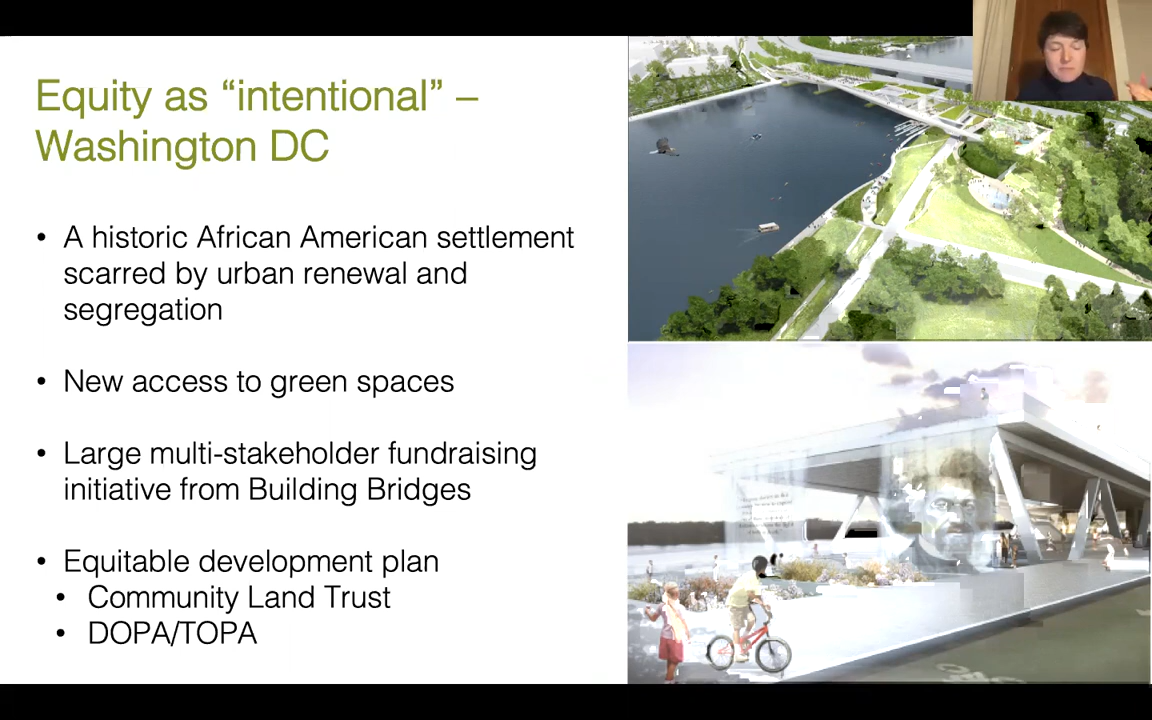 Equity as “intentional” –
Washington DC
• A historic African American settlement
scarred by urban renewal and
segregation
• New access to green spaces
• Large multi-stakeholder fundraising
initiative from Building Bridges
• Equitable development plan
• Community Land Trust
• DOPA/TOPA